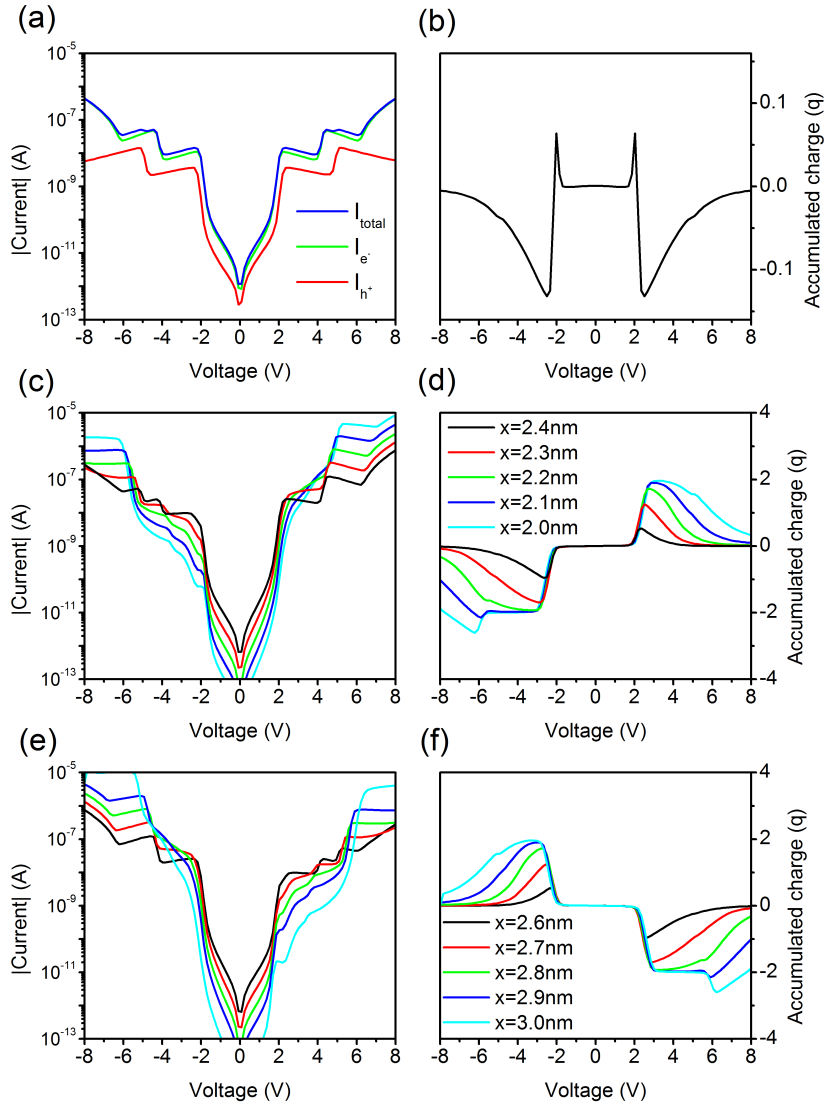 (a)
(b)
10⁻⁵
10⁻⁷
10⁻⁹
10⁻¹¹
10⁻¹³
|Current| (A)
I total
I e⁻
I h⁺
-8 -6 -4 -2 0 2 4 6 8
Voltage (V)
0.1
0.0
-0.1
Accumulated charge (q)
-8 -6 -4 -2 0 2 4 6 8
Voltage (V)
(c)
(d)
10⁻⁵
10⁻⁷
10⁻⁹
10⁻¹¹
10⁻¹³
|Current| (A)
-8 -6 -4 -2 0 2 4 6 8
Voltage (V)
x=2.4nm
x=2.3nm
x=2.2nm
x=2.1nm
x=2.0nm
4
2
0
-2
-4
Accumulated charge (q)
-8 -6 -4 -2 0 2 4 6 8
Voltage (V)
(e)
(f)
10⁻⁵
10⁻⁷
10⁻⁹
10⁻¹¹
10⁻¹³
|Current| (A)
-8 -6 -4 -2 0 2 4 6 8
Voltage (V)
x=2.6nm
x=2.7nm
x=2.8nm
x=2.9nm
x=3.0nm
4
2
0
-2
-4
Accumulated charge (q)
-8 -6 -4 -2 0 2 4 6 8
Voltage (V)